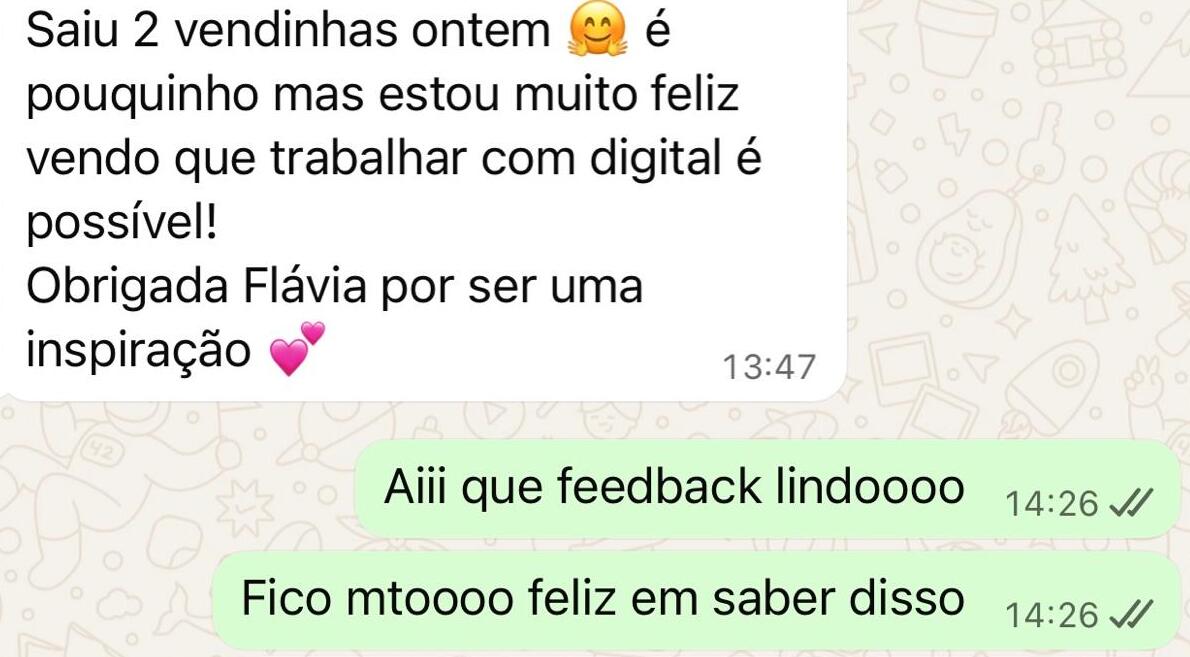 Saiu 2 vendinhas ontem 🤗 é
pouquinho mas estou muito feliz
vendo que trabalhar com digital é
possível!
Obrigada Flávia por ser uma
inspiração 💕
13:47
Aiii que feedback lindoooo 14:26
Fico mtoooo feliz em saber disso 14:26
42